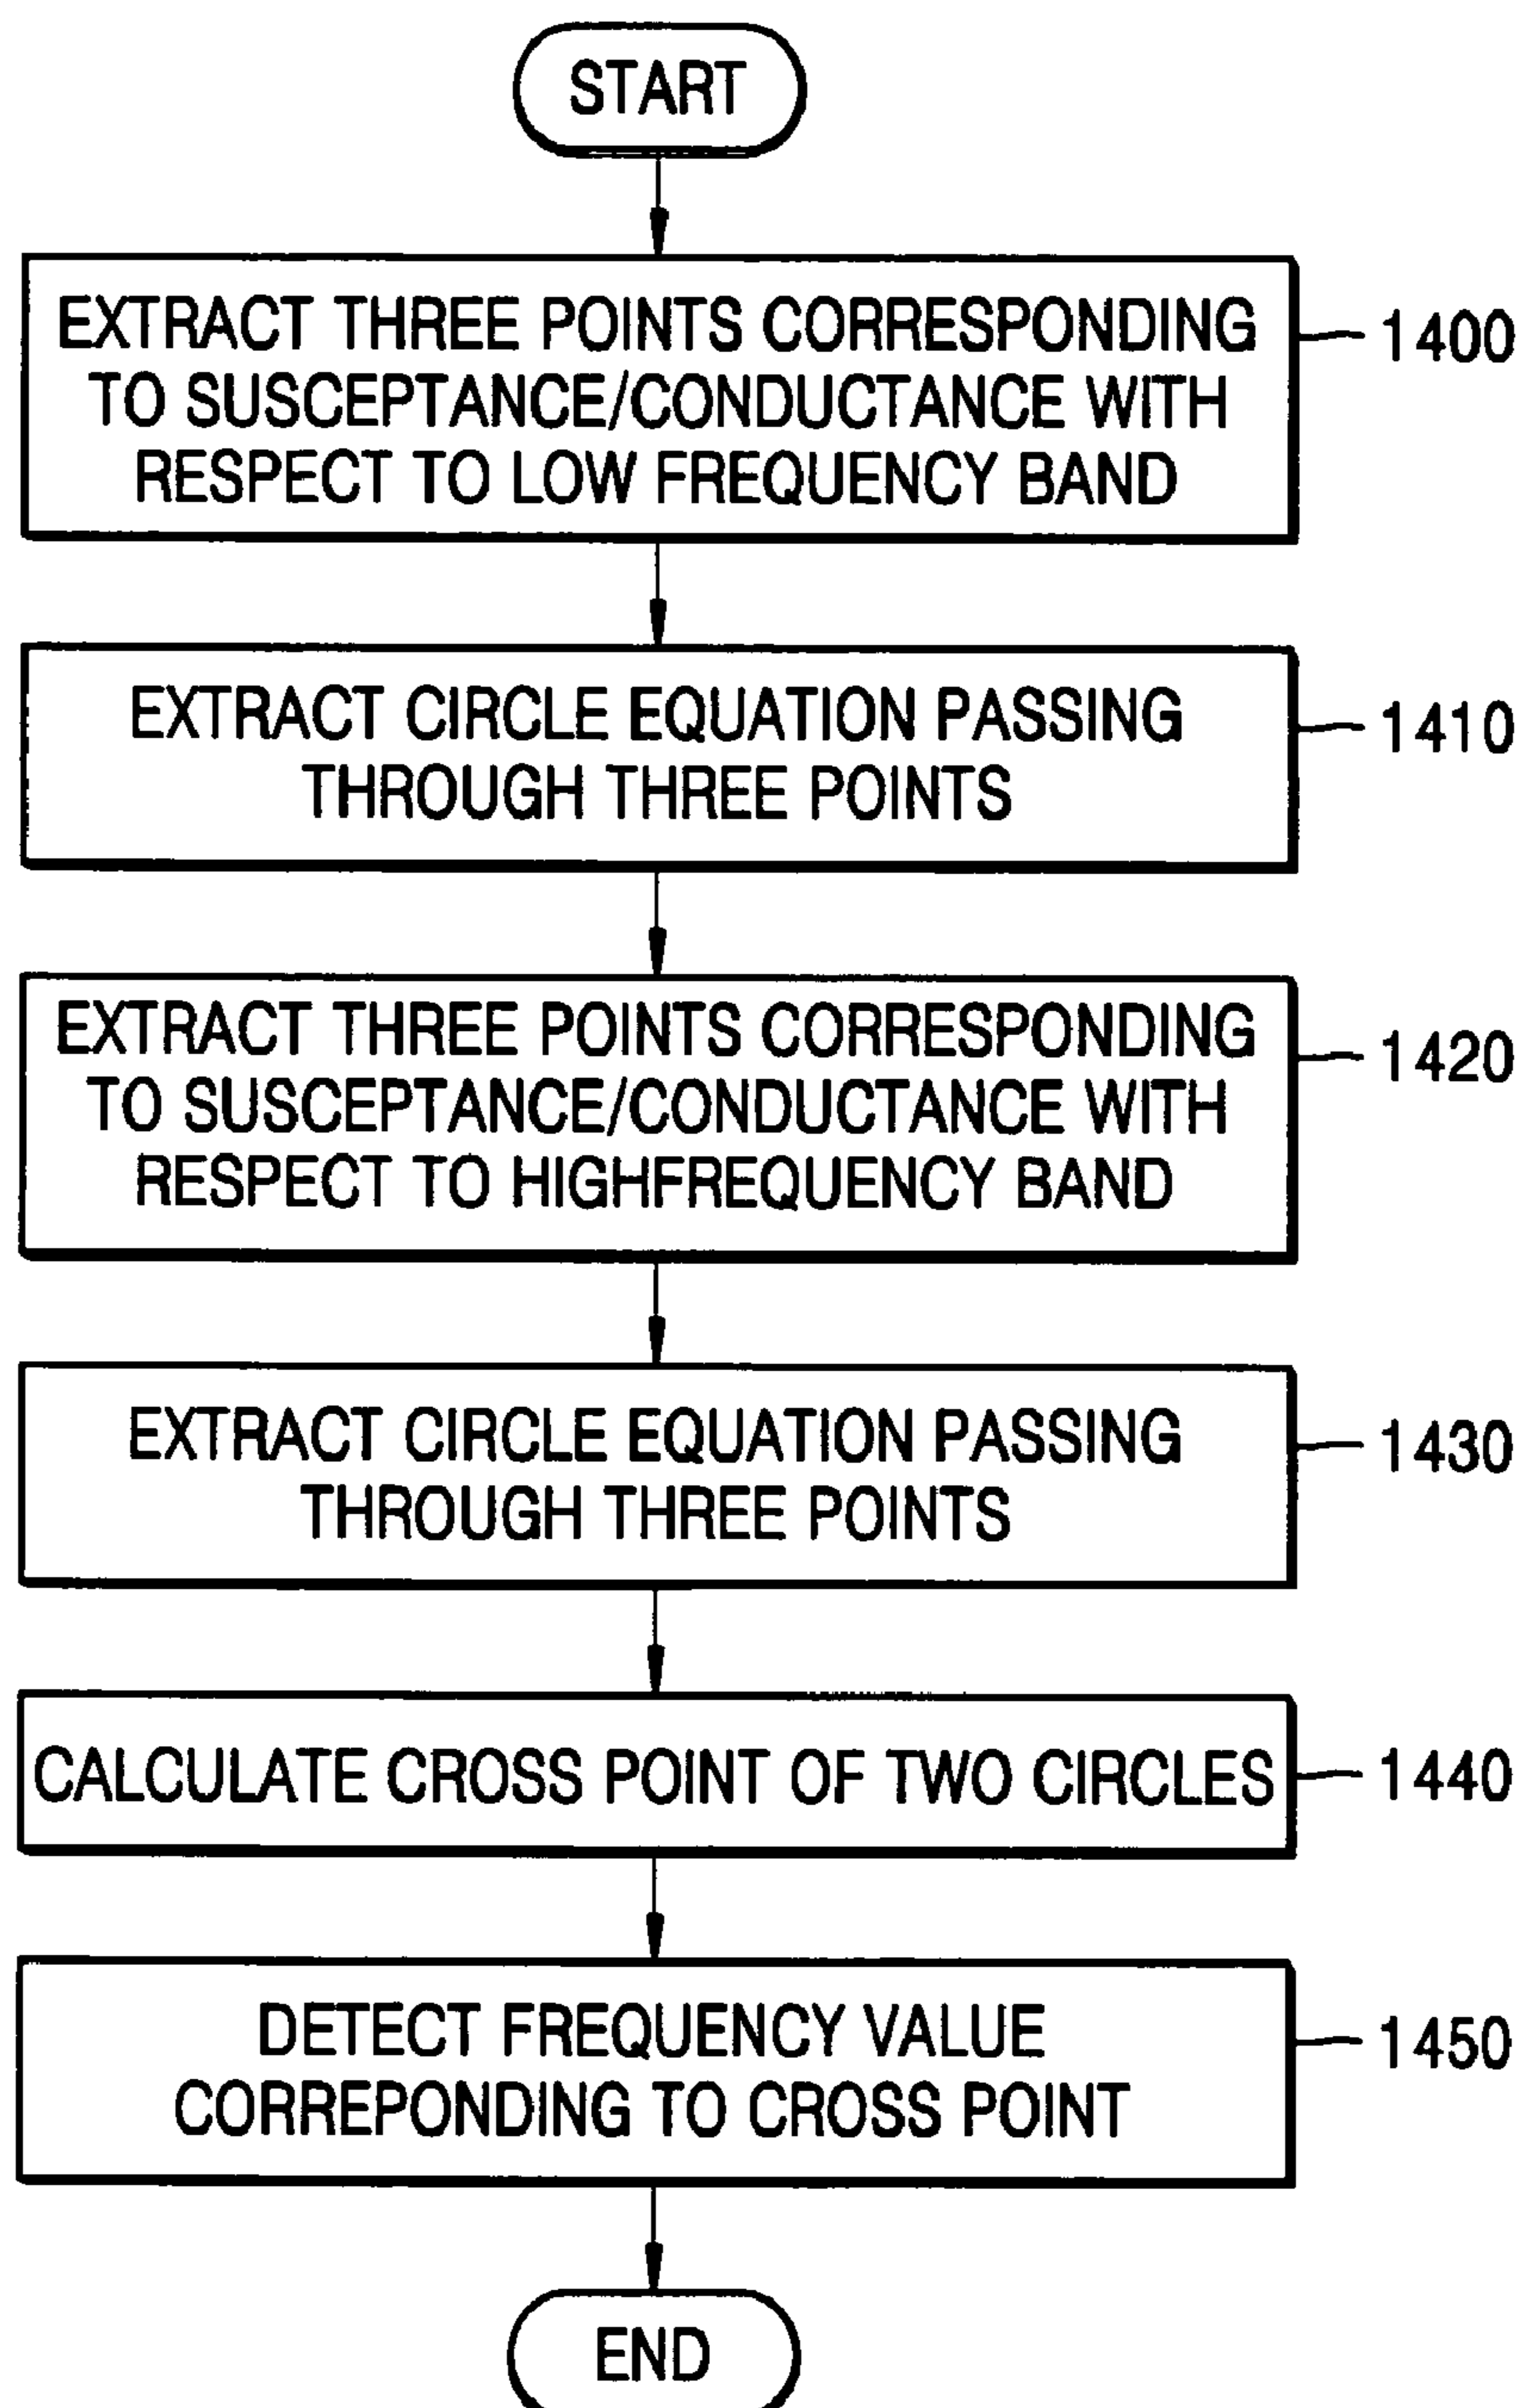 START
EXTRACT THREE POINTS CORRESPONDING
TO SUSCEPTANCE/CONDUCTANCE WITH
RESPECT TO LOW FREQUENCY BAND
1400
EXTRACT CIRCLE EQUATION PASSING
THROUGH THREE POINTS
1410
EXTRACT THREE POINTS CORRESPONDING
TO SUSCEPTANCE/CONDUCTANCE WITH
RESPECT TO HIGHFREQUENCY BAND
1420
EXTRACT CIRCLE EQUATION PASSING
THROUGH THREE POINTS
1430
CALCULATE CROSS POINT OF TWO CIRCLES
1440
DETECT FREQUENCY VALUE
CORREPONDING TO CROSS POINT
1450
END